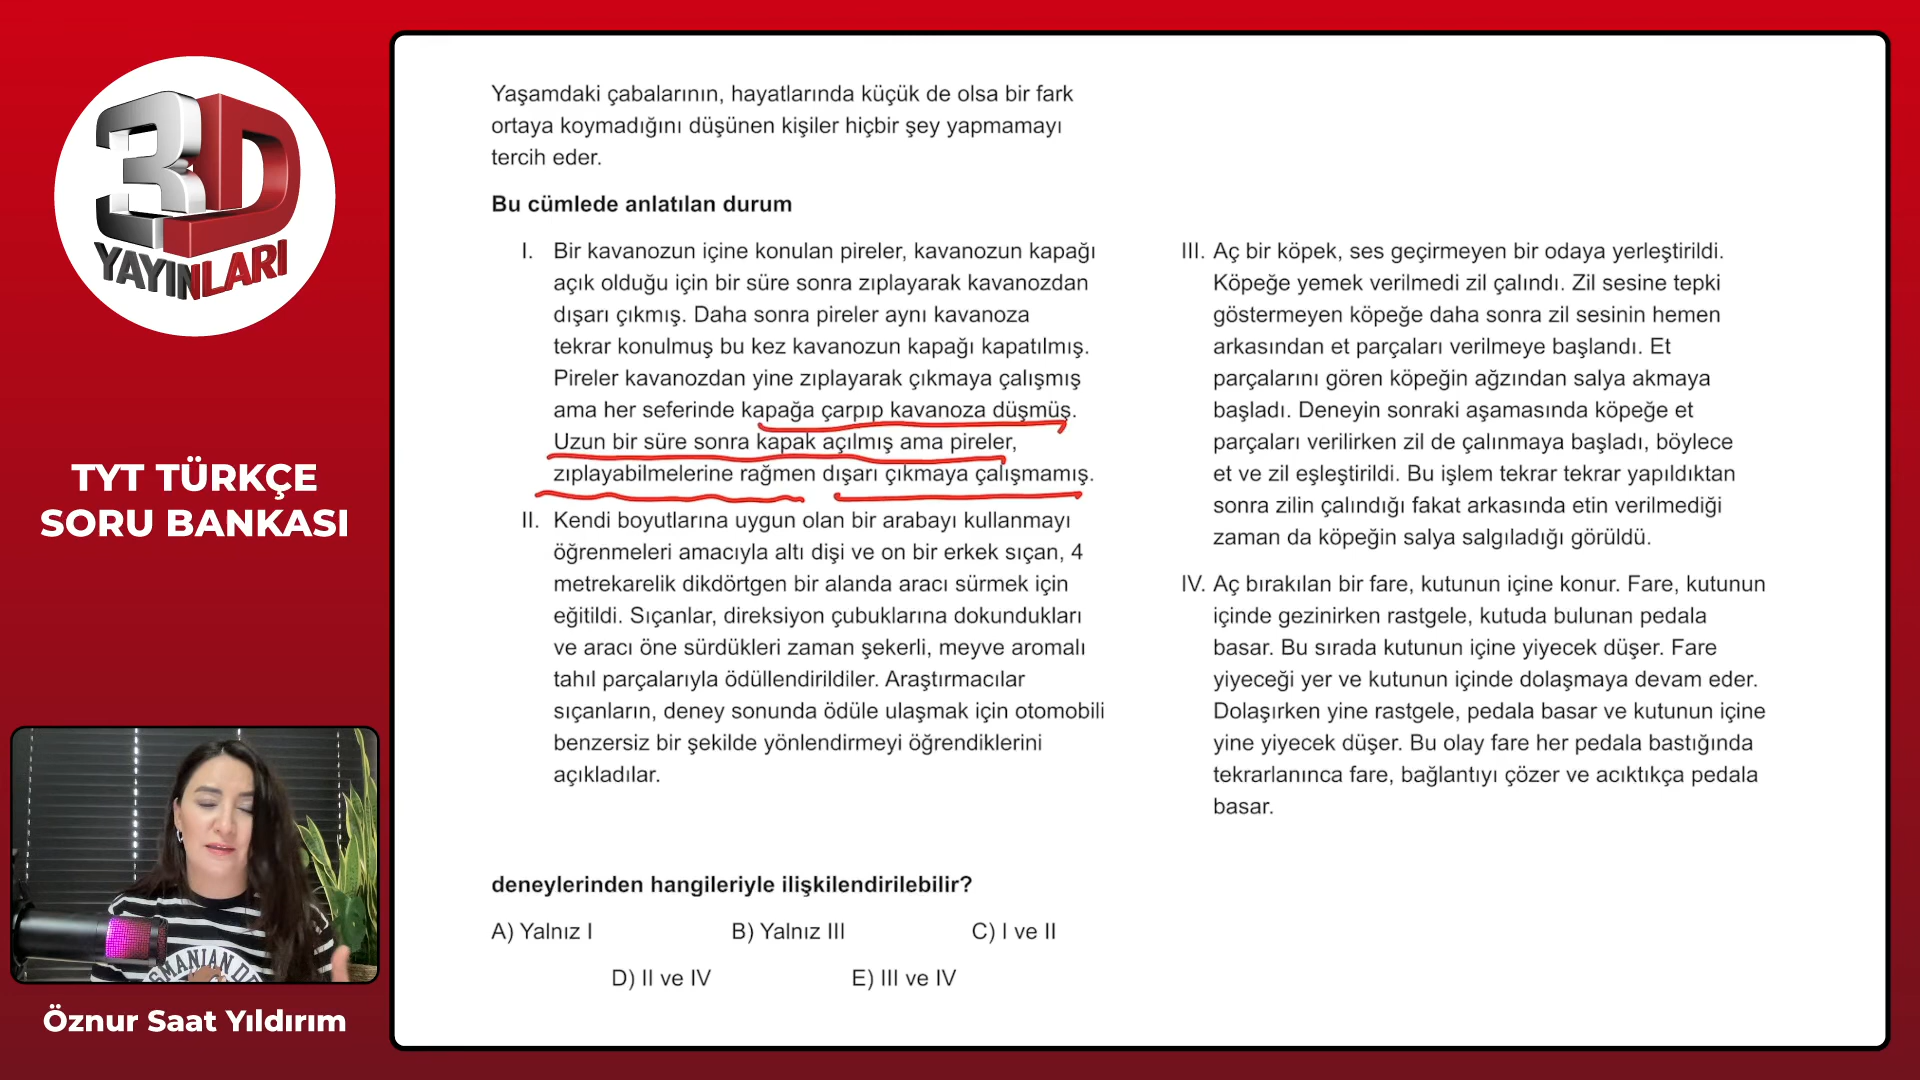 3D
YAYINLARI
TYT TÜRKÇE
SORU BANKASI
Öznur Saat Yıldırım
Yaşamdaki çabalarının, hayatlarında küçük de olsa bir fark
ortaya koymadığını düşünen kişiler hiçbir şey yapmamayı
tercih eder.
Bu cümlede anlatılan durum
I. Bir kavanozun içine konulan pireler, kavanozun kapağı
açık olduğu için bir süre sonra zıplayarak kavanozdan
dışarı çıkmış. Daha sonra pireler aynı kavanoza
tekrar konulmuş bu kez kavanozun kapağı kapatılmış.
Pireler kavanozdan yine zıplayarak çıkmaya çalışmış
ama her seferinde kapağa çarpıp kavanoza düşmüş.
Uzun bir süre sonra kapak açılmış ama pireler,
zıplayabilmelerine rağmen dışarı çıkmaya çalışmamış.
II. Kendi boyutlarına uygun olan bir arabayı kullanmayı
öğrenmeleri amacıyla altı dişi ve on bir erkek sıçan, 4
metrekarelik dikdörtgen bir alanda aracı sürmek için
eğitildi. Sıçanlar, direksiyon çubuklarına dokundukları
ve aracı öne sürdükleri zaman şekerli, meyve aromalı
tahıl parçalarıyla ödüllendirildiler. Araştırmacılar
sıçanların, deney sonunda ödüle ulaşmak için otomobili
benzersiz bir şekilde yönlendirmeyi öğrendiklerini
açıkladılar.
III. Aç bir köpek, ses geçirmeyen bir odaya yerleştirildi.
Köpeğe yemek verilmedi zil çalındı. Zil sesine tepki
göstermeyen köpeğe daha sonra zil sesinin hemen
arkasından et parçaları verilmeye başlandı. Et
parçalarını gören köpeğin ağzından salya akmaya
başladı. Deneyin sonraki aşamasında köpeğe et
parçaları verilirken zil de çalınmaya başladı, böylece
et ve zil eşleştirildi. Bu işlem tekrar tekrar yapıldıktan
sonra zilin çalındığı fakat arkasında etin verilmediği
zaman da köpeğin salya salgıladığı görüldü.
IV. Aç bırakılan bir fare, kutunun içine konur. Fare, kutunun
içinde gezinirken rastgele, kutuda bulunan pedala
basar. Bu sırada kutunun içine yiyecek düşer. Fare
yiyeceği yer ve kutunun içinde dolaşmaya devam eder.
Dolaşırken yine rastgele, pedala basar ve kutunun içine
yine yiyecek düşer. Bu olay fare her pedala bastığında
tekrarlanınca fare, bağlantıyı çözer ve acıktıkça pedala
basar.
deneylerinden hangileriyle ilişkilendirilebilir?
A) Yalnız I B) Yalnız III C) I ve II
D) II ve IV E) III ve IV